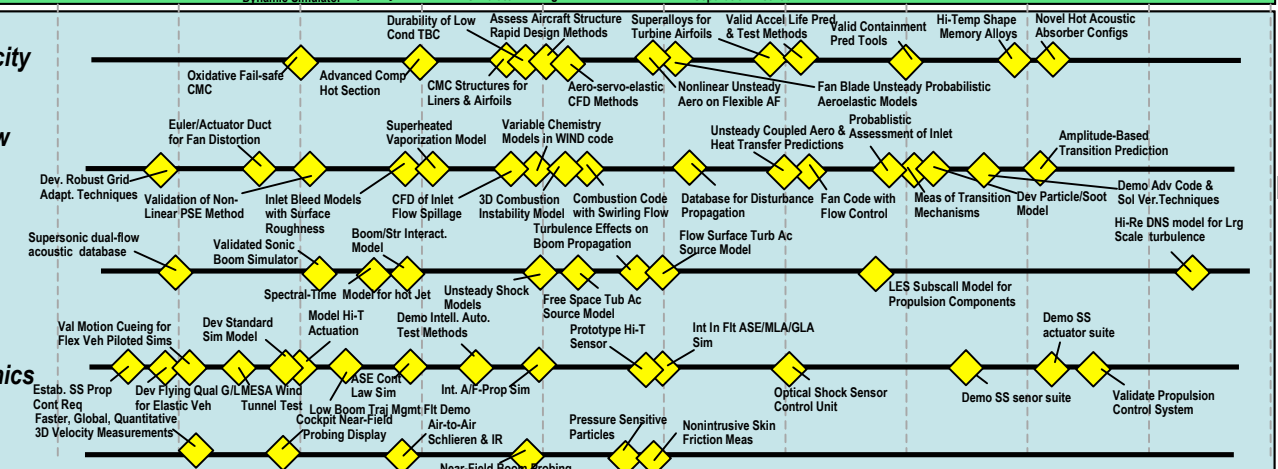 Dynamic Simulator
city
Durability of Low
Cond TBC
Assess Aircraft Structure
Rapid Design Methods
Superalloys for
Turbine Airfoils
Valid Accel Life Pred
& Test Methods
Valid Containment
Pred Tools
Hi-Temp Shape
Memory Alloys
Novel Hot Acoustic
Absorber Configs
Oxidative Fail-safe
CMC
Advanced Comp
Hot Section
CMC Structures for
Liners & Airfoils
Aero-servo-elastic
CFD Methods
Nonlinear Unsteady
Aero on Flexible AF
Fan Blade Unsteady Probabilistic
Aeroelastic Models
w
Euler/Actuator Duct
for Fan Distortion
Superheated
Vaporization Model
Variable Chemistry
Models in WIND code
Unsteady Coupled Aero &
Heat Transfer Predictions
Probablistic
Assessment of Inlet
Amplitude-Based
Transition Prediction
Dev. Robust Grid-
Adapt. Techniques
Validation of Non-
Linear PSE Method
Inlet Bleed Models
with Surface
Roughness
CFD of Inlet
Flow Spillage
3D Combustion
Instability Model
Combustion Code
with Swirling Flow
Database for Disturbance
Propagation
Fan Code with
Flow Control
Meas of Transition
Mechanisms
Dev Particle/Soot
Model
Demo Adv Code &
Sol Ver.Techniques
Supersonic dual-flow
acoustic database
Validated Sonic
Boom Simulator
Boom/Str Interact.
Model
Turbulence Effects on
Boom Propagation
Flow Surface Turb Ac
Source Model
Hi-Re DNS model for Lrg
Scale turbulence
Spectral-Time Model for hot Jet
Unsteady Shock
Models
Free Space Tub Ac
Source Model
LES Subscall Model for
Propulsion Components
mics
Val Motion Cueing for
Flex Veh Piloted Sims
Dev Standard
Sim Model
Model Hi-T
Actuation
Demo Intell. Auto.
Test Methods
Prototype Hi-T
Sensor
Int In Flt ASE/MLA/GLA
Sim
Demo SS
actuator suite
Estab. SS Prop
Cont Req
Dev Flying Qual G/L
for Elastic Veh
MESA Wind
Tunnel Test
ASE Cont
Law Sim
Low Boom Traj Mgmt Flt Demo
Int. A/F-Prop Sim
Optical Shock Sensor
Control Unit
Demo SS senor suite
Validate Propulsion
Control System
Faster, Global, Quantitative
3D Velocity Measurements
Cockpit Near-Field
Probing Display
Air-to-Air
Schlieren & IR
Near-Field Boom Probing
Pressure Sensitive
Particles
Nonintrusive Skin
Friction Meas